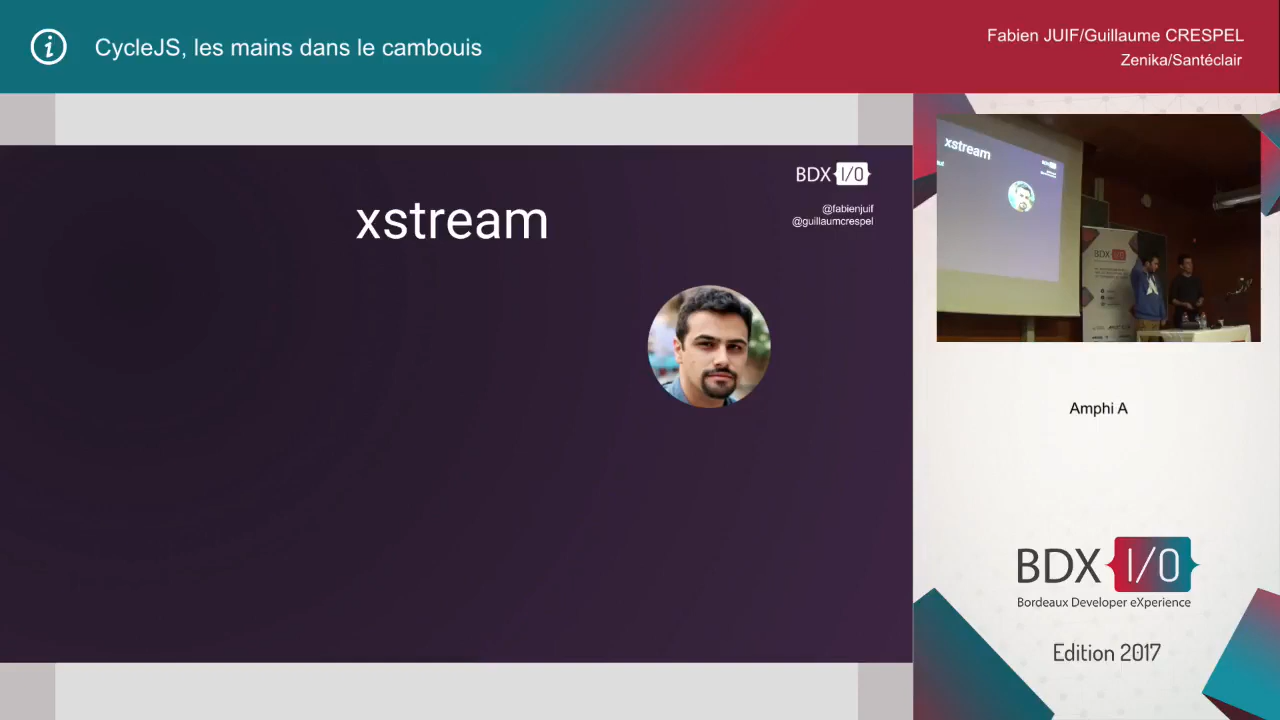 CycleJS, les mains dans le cambouis
Fabien JUIF/Guillaume CRESPEL
Zenika/Santéclair
xstream
BDX I/O
@fabienjuif
@guillaumcrespel
xstream
BDX I/O
Amphi A
BDX I/O
Bordeaux Developer eXperience
Edition 2017